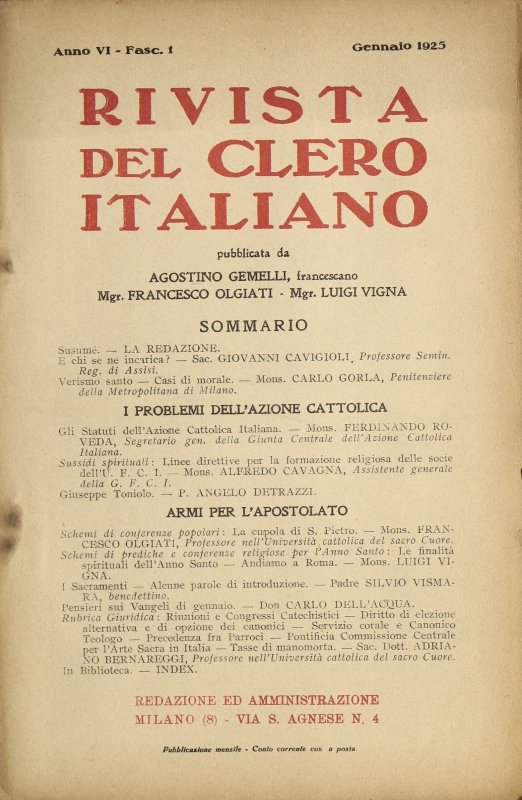 Anno VI - Fasc. 1
Gennaio 1925
RIVISTA
DEL CLERO
ITALIANO
pubblicata da
AGOSTINO GEMELLI, francescano
Mgr. FRANCESCO OLGIATI - Mgr. LUIGI VIGNA
SOMMARIO
Susumé. — LA REDAZIONE.
E chi se ne incarica? — Sac. GIOVANNI CAVIGIOLI, Professore Semin.
Reg. di Assisi.
Verismo santo — Casi di morale. — Mons. CARLO GORLA, Penitenziere
della Metropolitana di Milano.
I PROBLEMI DELL'AZIONE CATTOLICA
Gli Statuti dell'Azione Cattolica Italiana. — Mons. FERDINANDO RO-
VEDA, Segretario gen. della Giunta Centrale dell'Azione Cattolica
Italiana.
Sussidi spirituali: Linee direttive per la formazione religiosa delle socie
dell'U. F. C. I. — Mons. ALFREDO CAVAGNA, Assistente generale
della G. F. C. I.
Giuseppe Toniolo. — P. ANGELO DETRAZZI.
ARMI PER L'APOSTOLATO
Schemi di conferenze popolari: La cupola di S. Pietro. — Mons. FRAN-
CESCO OLGIATI, Professore nell'Università cattolica del sacro Cuore.
Schemi di prediche e conferenze religiose per l'Anno Santo: Le finalità
spirituali dell'Anno Santo — Andiamo a Roma. — Mons. LUIGI VI-
GNA.
I Sacramenti — Alcune parole di introduzione. — Padre SILVIO VISMA-
RA, benedettino.
Pensieri sui Vangeli di gennaio. — Don CARLO DELL'ACQUA.
Rubrica Giuridica: Riunioni e Congressi Catechistici — Diritto di elezione
alternativa e di opzione dei canonici — Servizio corale e Canonico
Teologo — Precedenza fra Parroci — Pontificia Commissione Centrale
per l'Arte Sacra in Italia — Tasse di manomorta. — Sac. Dott. ADRIA-
NO BERNAREGGI, Professore nell'Università cattolica del sacro Cuore.
In Biblioteca. — INDEX.
REDAZIONE ED AMMINISTRAZIONE
MILANO (8) - VIA S. AGNESE N. 4
Pubblicazione mensile - Conto corrente con a posta